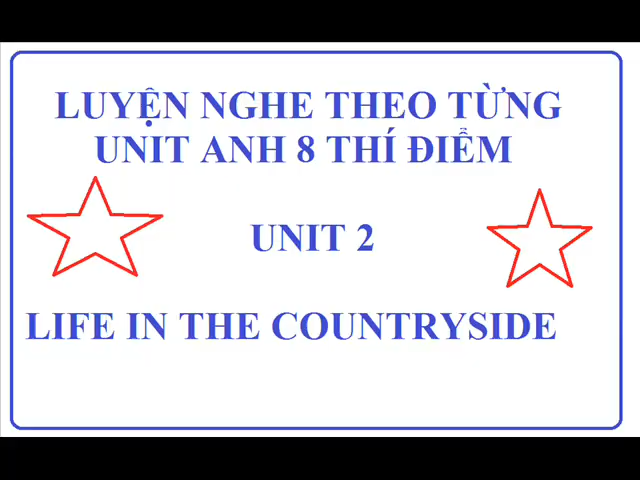 LUYỆN NGHE THEO TỪNG
UNIT ANH 8 THÍ ĐIỂM
UNIT 2
LIFE IN THE COUNTRYSIDE